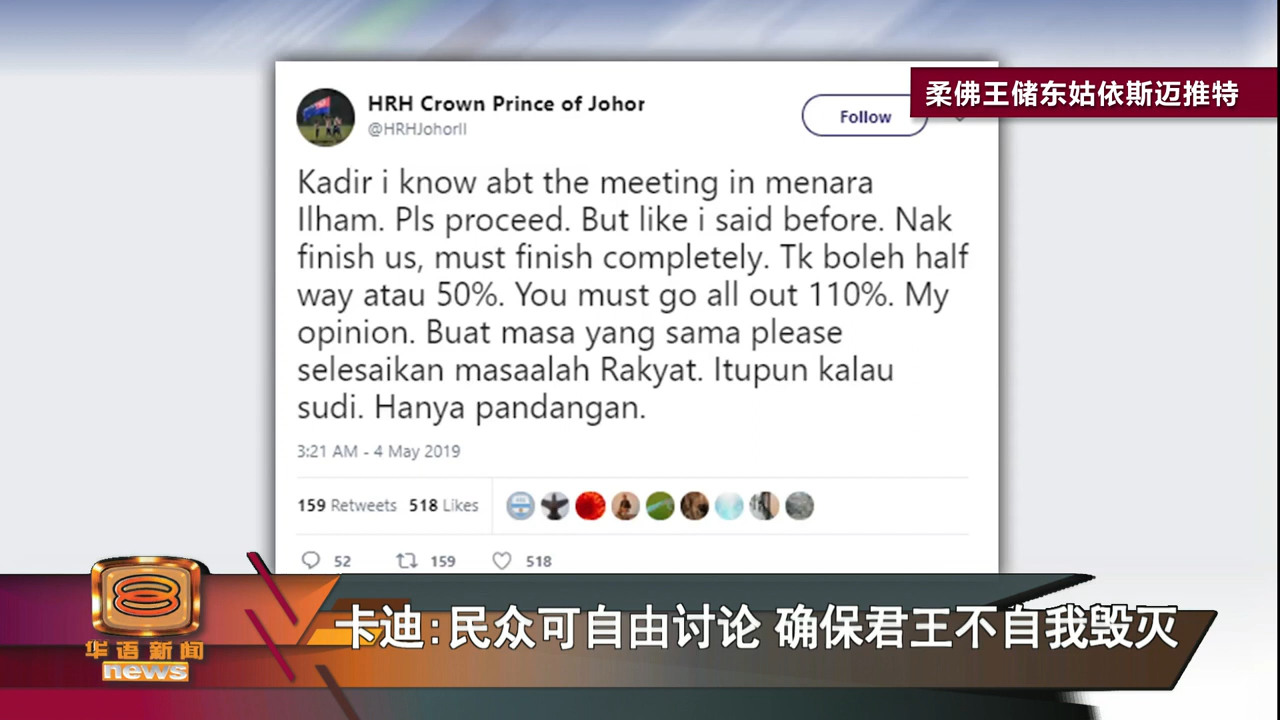 柔佛王储东姑依斯迈推特
HRH Crown Prince of Johor
@HRHJohorII
Follow
Kadir i know abt the meeting in menara
Ilham. Pls proceed. But like i said before. Nak
finish us, must finish completely. Tk boleh half
way atau 50%. You must go all out 110%. My
opinion. Buat masa yang sama please
selesaikan masaalah Rakyat. Itupun kalau
sudi. Hanya pandangan.
3:21 AM - 4 May 2019
159 Retweets 518 Likes
52 159 518
卡迪:民众可自由讨论 确保君王不自我毁灭
8
华语新闻
news